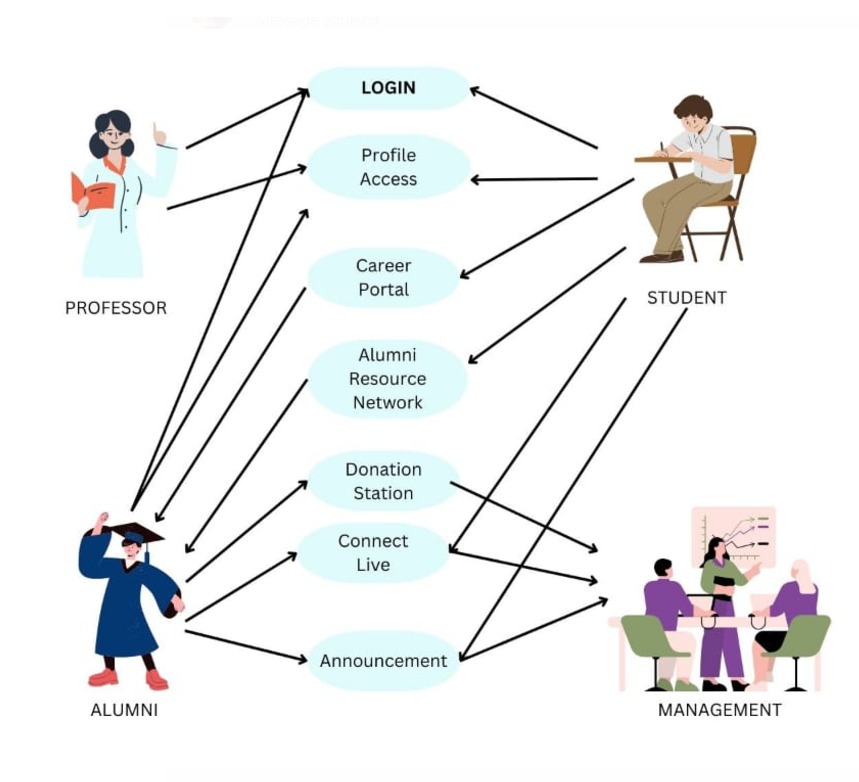 LOGIN
Profile
Access
Career
Portal
PROFESSOR
STUDENT
Alumni
Resource
Network
Donation
Station
Connect
Live
Announcement
ALUMNI
MANAGEMENT